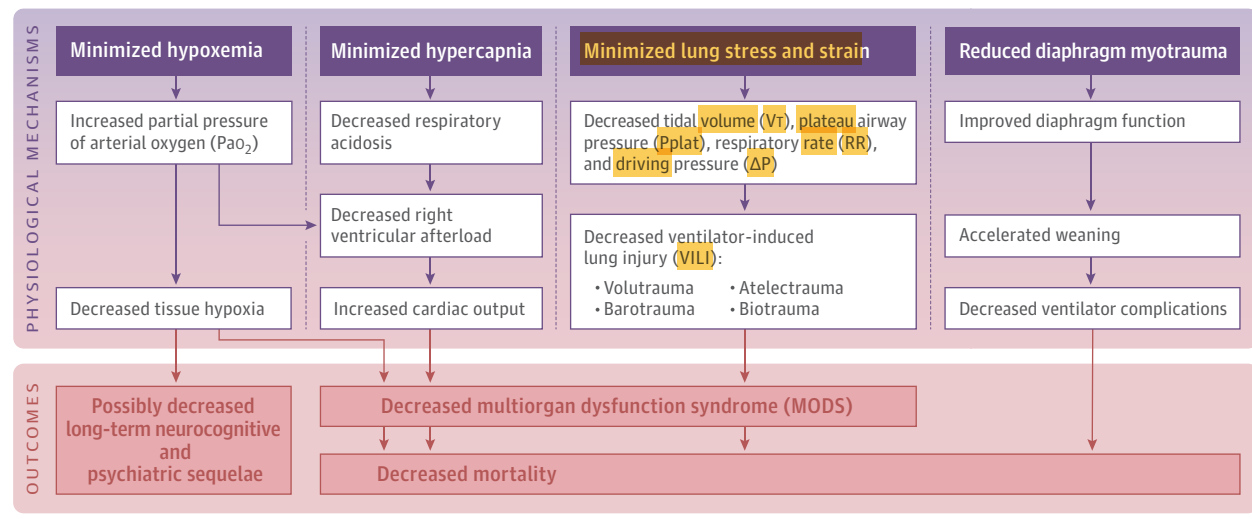 PHYSIOLOGICAL MECHANISMS
Minimized hypoxemia
Increased partial pressure
of arterial oxygen (PaO₂)
Decreased tissue hypoxia
Minimized hypercapnia
Decreased respiratory
acidosis
Decreased right
ventricular afterload
Increased cardiac output
Minimized lung stress and strain
Decreased tidal volume (VT), plateau airway
pressure (Pplat), respiratory rate (RR),
and driving pressure (ΔP)
Decreased ventilator-induced
lung injury (VILI):
• Volutrauma • Atelectrauma
• Barotrauma • Biotrauma
Reduced diaphragm myotrauma
Improved diaphragm function
Accelerated weaning
Decreased ventilator complications
OUTCOMES
Possibly decreased
long-term neurocognitive
and
psychiatric sequelae
Decreased multiorgan dysfunction syndrome (MODS)
Decreased mortality